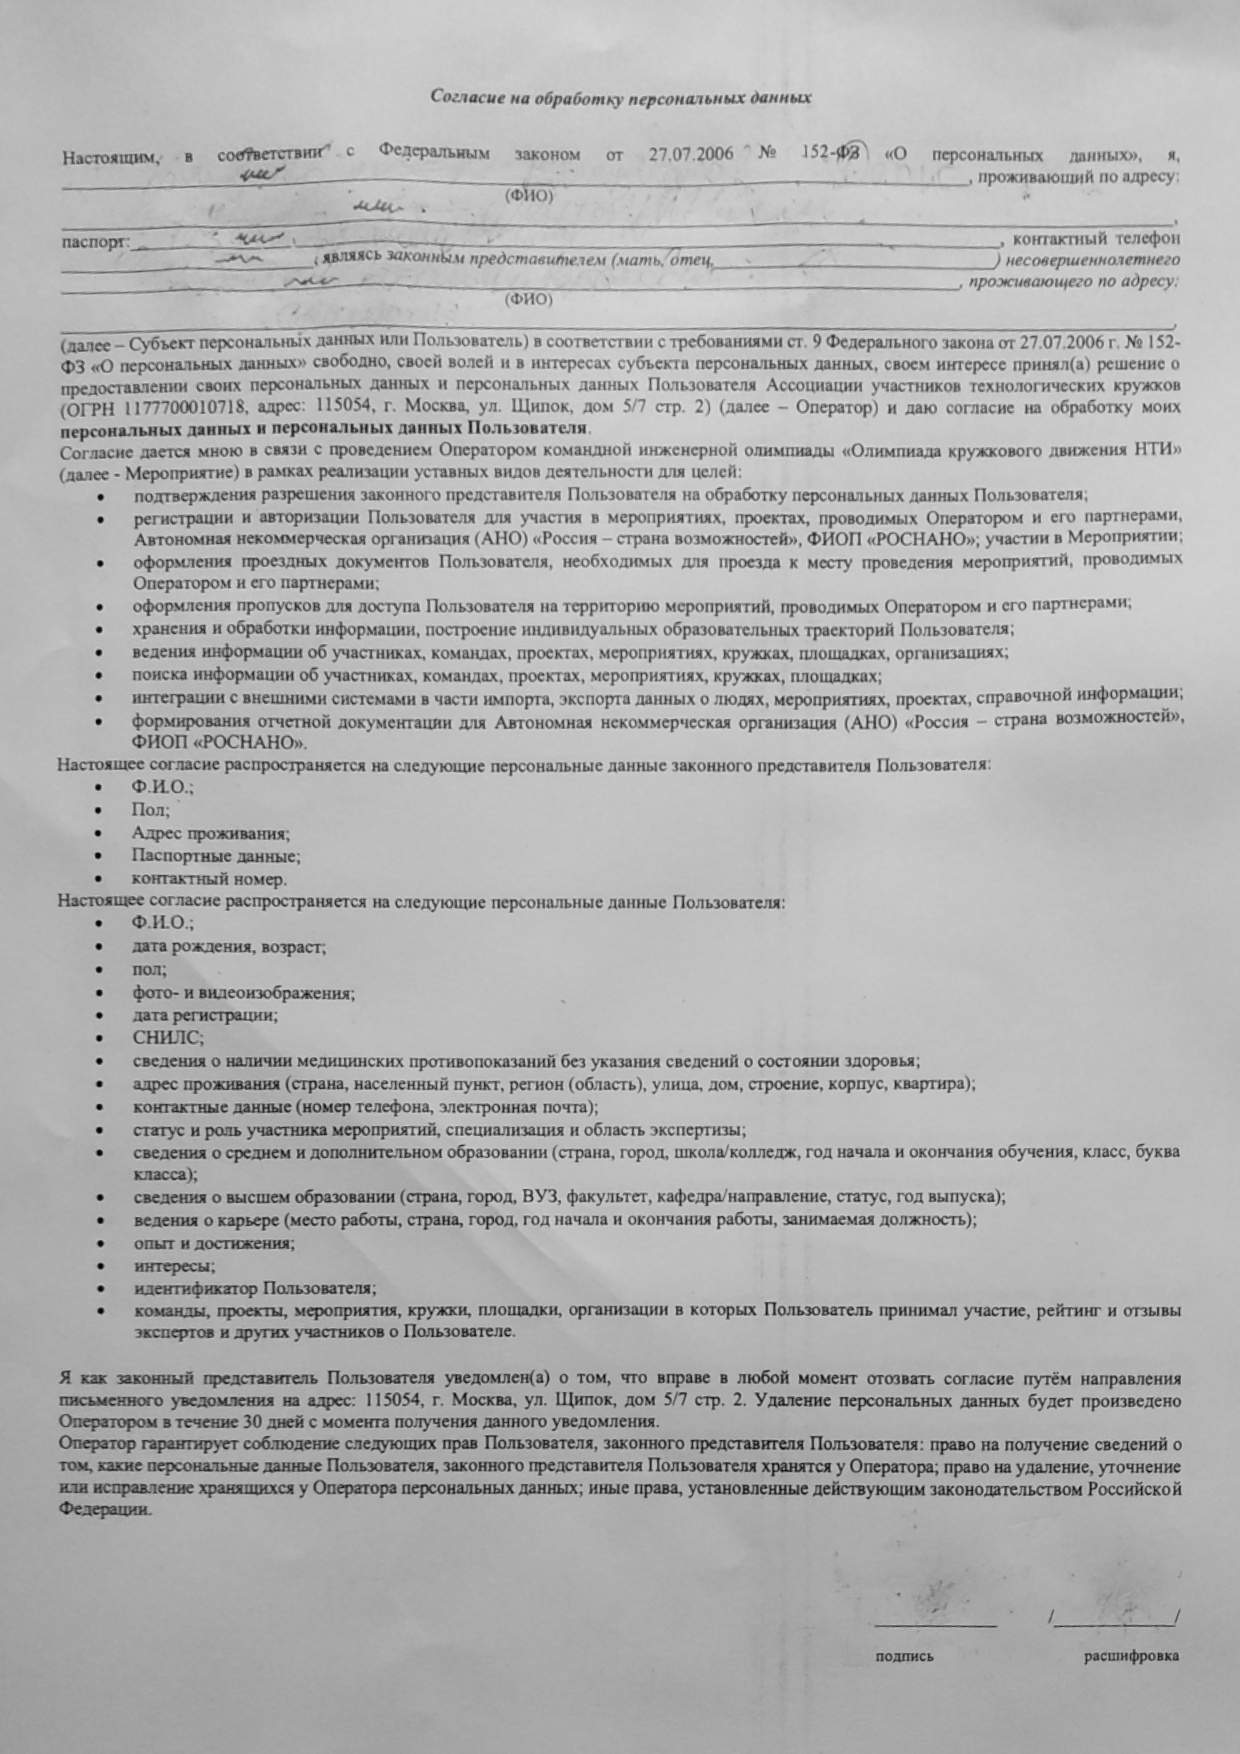 Согласие на обработку персональных данных
Настоящим, в соответствии с Федеральным законом от 27.07.2006 № 152-ФЗ «О персональных данных», я,
, проживающий по адресу:
(ФИО)
,
паспорт: , контактный телефон
, являясь законным представителем (мать, отец, ) несовершеннолетнего
, проживающего по адресу:
(ФИО)
,
(далее – Субъект персональных данных или Пользователь) в соответствии с требованиями ст. 9 Федерального закона от 27.07.2006 г. № 152-
ФЗ «О персональных данных» свободно, своей волей и в интересах субъекта персональных данных, своем интересе принял(а) решение о
предоставлении своих персональных данных и персональных данных Пользователя Ассоциации участников технологических кружков
(ОГРН 1177700010718, адрес: 115054, г. Москва, ул. Щипок, дом 5/7 стр. 2) (далее – Оператор) и даю согласие на обработку моих
персональных данных и персональных данных Пользователя.
Согласие дается мною в связи с проведением Оператором командной инженерной олимпиады «Олимпиада кружкового движения НТИ»
(далее - Мероприятие) в рамках реализации уставных видов деятельности для целей:
• подтверждения разрешения законного представителя Пользователя на обработку персональных данных Пользователя;
• регистрации и авторизации Пользователя для участия в мероприятиях, проектах, проводимых Оператором и его партнерами,
Автономная некоммерческая организация (АНО) «Россия – страна возможностей», ФИОП «РОСНАНО»; участии в Мероприятии;
• оформления проездных документов Пользователя, необходимых для проезда к месту проведения мероприятий, проводимых
Оператором и его партнерами;
• оформления пропусков для доступа Пользователя на территорию мероприятий, проводимых Оператором и его партнерами;
• хранения и обработки информации, построение индивидуальных образовательных траекторий Пользователя;
• ведения информации об участниках, командах, проектах, мероприятиях, кружках, площадках, организациях;
• поиска информации об участниках, командах, проектах, мероприятиях, кружках, площадках;
• интеграции с внешними системами в части импорта, экспорта данных о людях, мероприятиях, проектах, справочной информации;
• формирования отчетной документации для Автономная некоммерческая организация (АНО) «Россия – страна возможностей»,
ФИОП «РОСНАНО».
Настоящее согласие распространяется на следующие персональные данные законного представителя Пользователя:
• Ф.И.О.;
• Пол;
• Адрес проживания;
• Паспортные данные;
• контактный номер.
Настоящее согласие распространяется на следующие персональные данные Пользователя:
• Ф.И.О.;
• дата рождения, возраст;
• пол;
• фото- и видеоизображения;
• дата регистрации;
• СНИЛС;
• сведения о наличии медицинских противопоказаний без указания сведений о состоянии здоровья;
• адрес проживания (страна, населенный пункт, регион (область), улица, дом, строение, корпус, квартира);
• контактные данные (номер телефона, электронная почта);
• статус и роль участника мероприятий, специализация и область экспертизы;
• сведения о среднем и дополнительном образовании (страна, город, школа/колледж, год начала и окончания обучения, класс, буква
класса);
• сведения о высшем образовании (страна, город, ВУЗ, факультет, кафедра/направление, статус, год выпуска);
• ведения о карьере (место работы, страна, город, год начала и окончания работы, занимаемая должность);
• опыт и достижения;
• интересы;
• идентификатор Пользователя;
• команды, проекты, мероприятия, кружки, площадки, организации в которых Пользователь принимал участие, рейтинг и отзывы
экспертов и других участников о Пользователе.
Я как законный представитель Пользователя уведомлен(а) о том, что вправе в любой момент отозвать согласие путём направления
письменного уведомления на адрес: 115054, г. Москва, ул. Щипок, дом 5/7 стр. 2. Удаление персональных данных будет произведено
Оператором в течение 30 дней с момента получения данного уведомления.
Оператор гарантирует соблюдение следующих прав Пользователя, законного представителя Пользователя: право на получение сведений о
том, какие персональные данные Пользователя, законного представителя Пользователя хранятся у Оператора; право на удаление, уточнение
или исправление хранящихся у Оператора персональных данных; иные права, установленные действующим законодательством Российской
Федерации.
/ /
подпись расшифровка